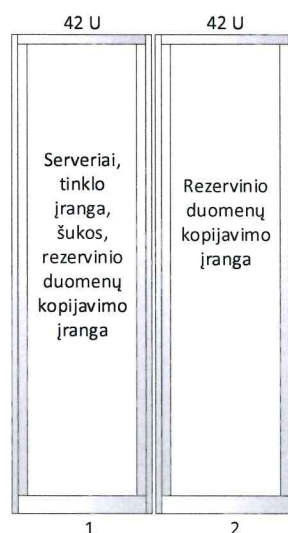 42 U
42 U
Serveriai,
tinklo
įranga,
šukos,
rezervinio
duomenų
kopijavimo
įranga
Rezervinio
duomenų
kopijavimo
įranga
1
2